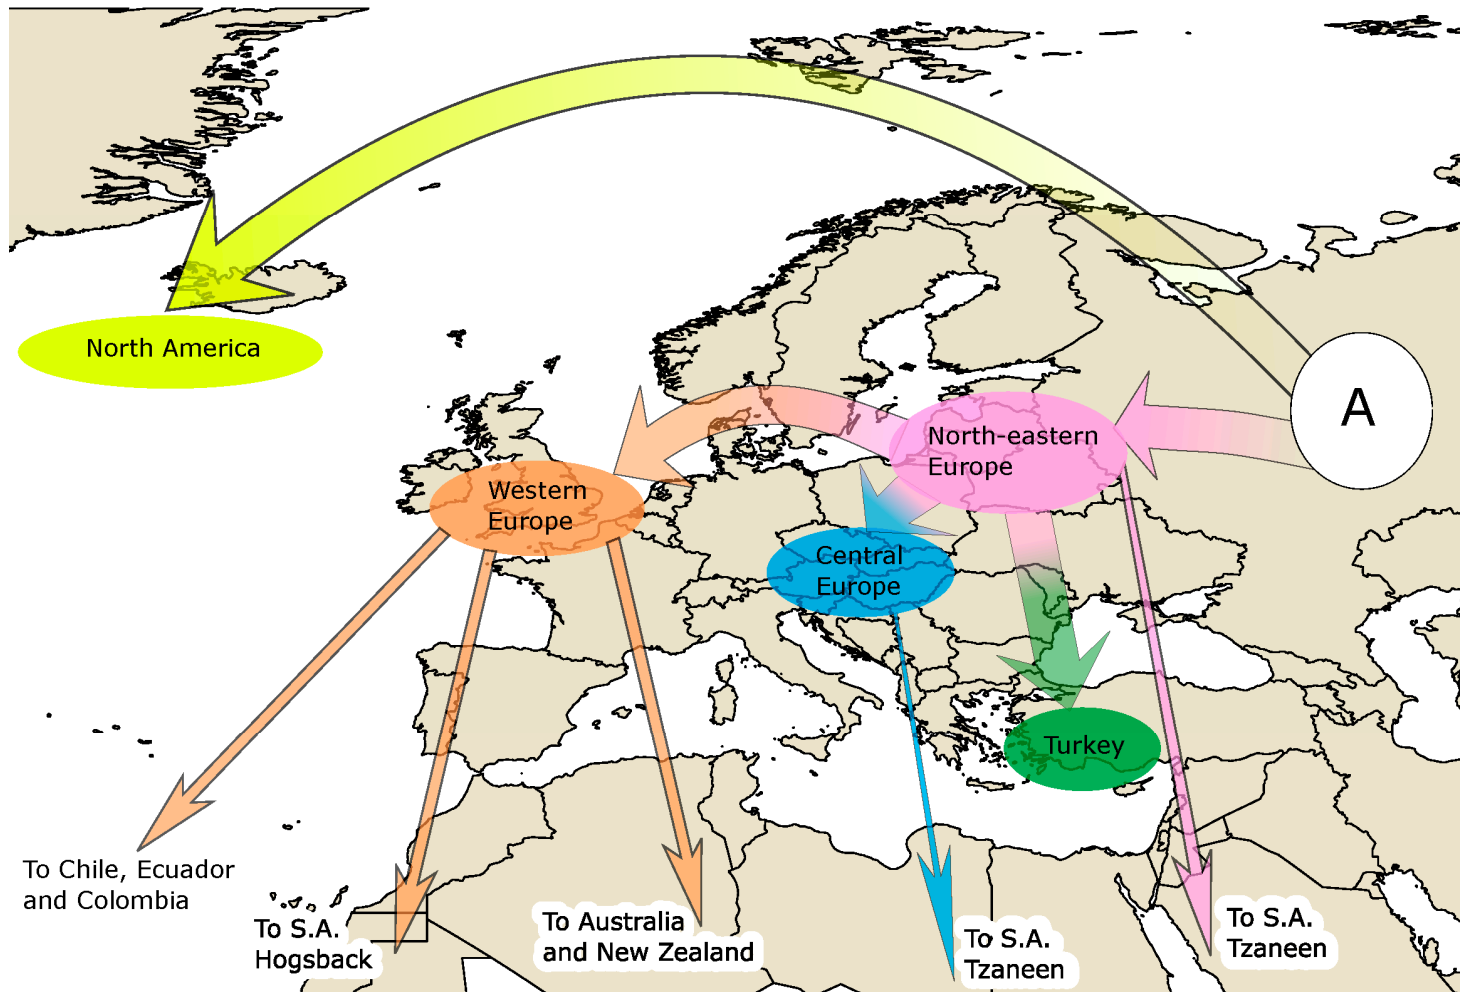 North America
A
North-eastern
Europe
Western
Europe
Central
Europe
Turkey
To Chile, Ecuador
and Colombia
To S.A.
Hogsback
To Australia
and New Zealand
To S.A.
Tzaneen
To S.A.
Tzaneen